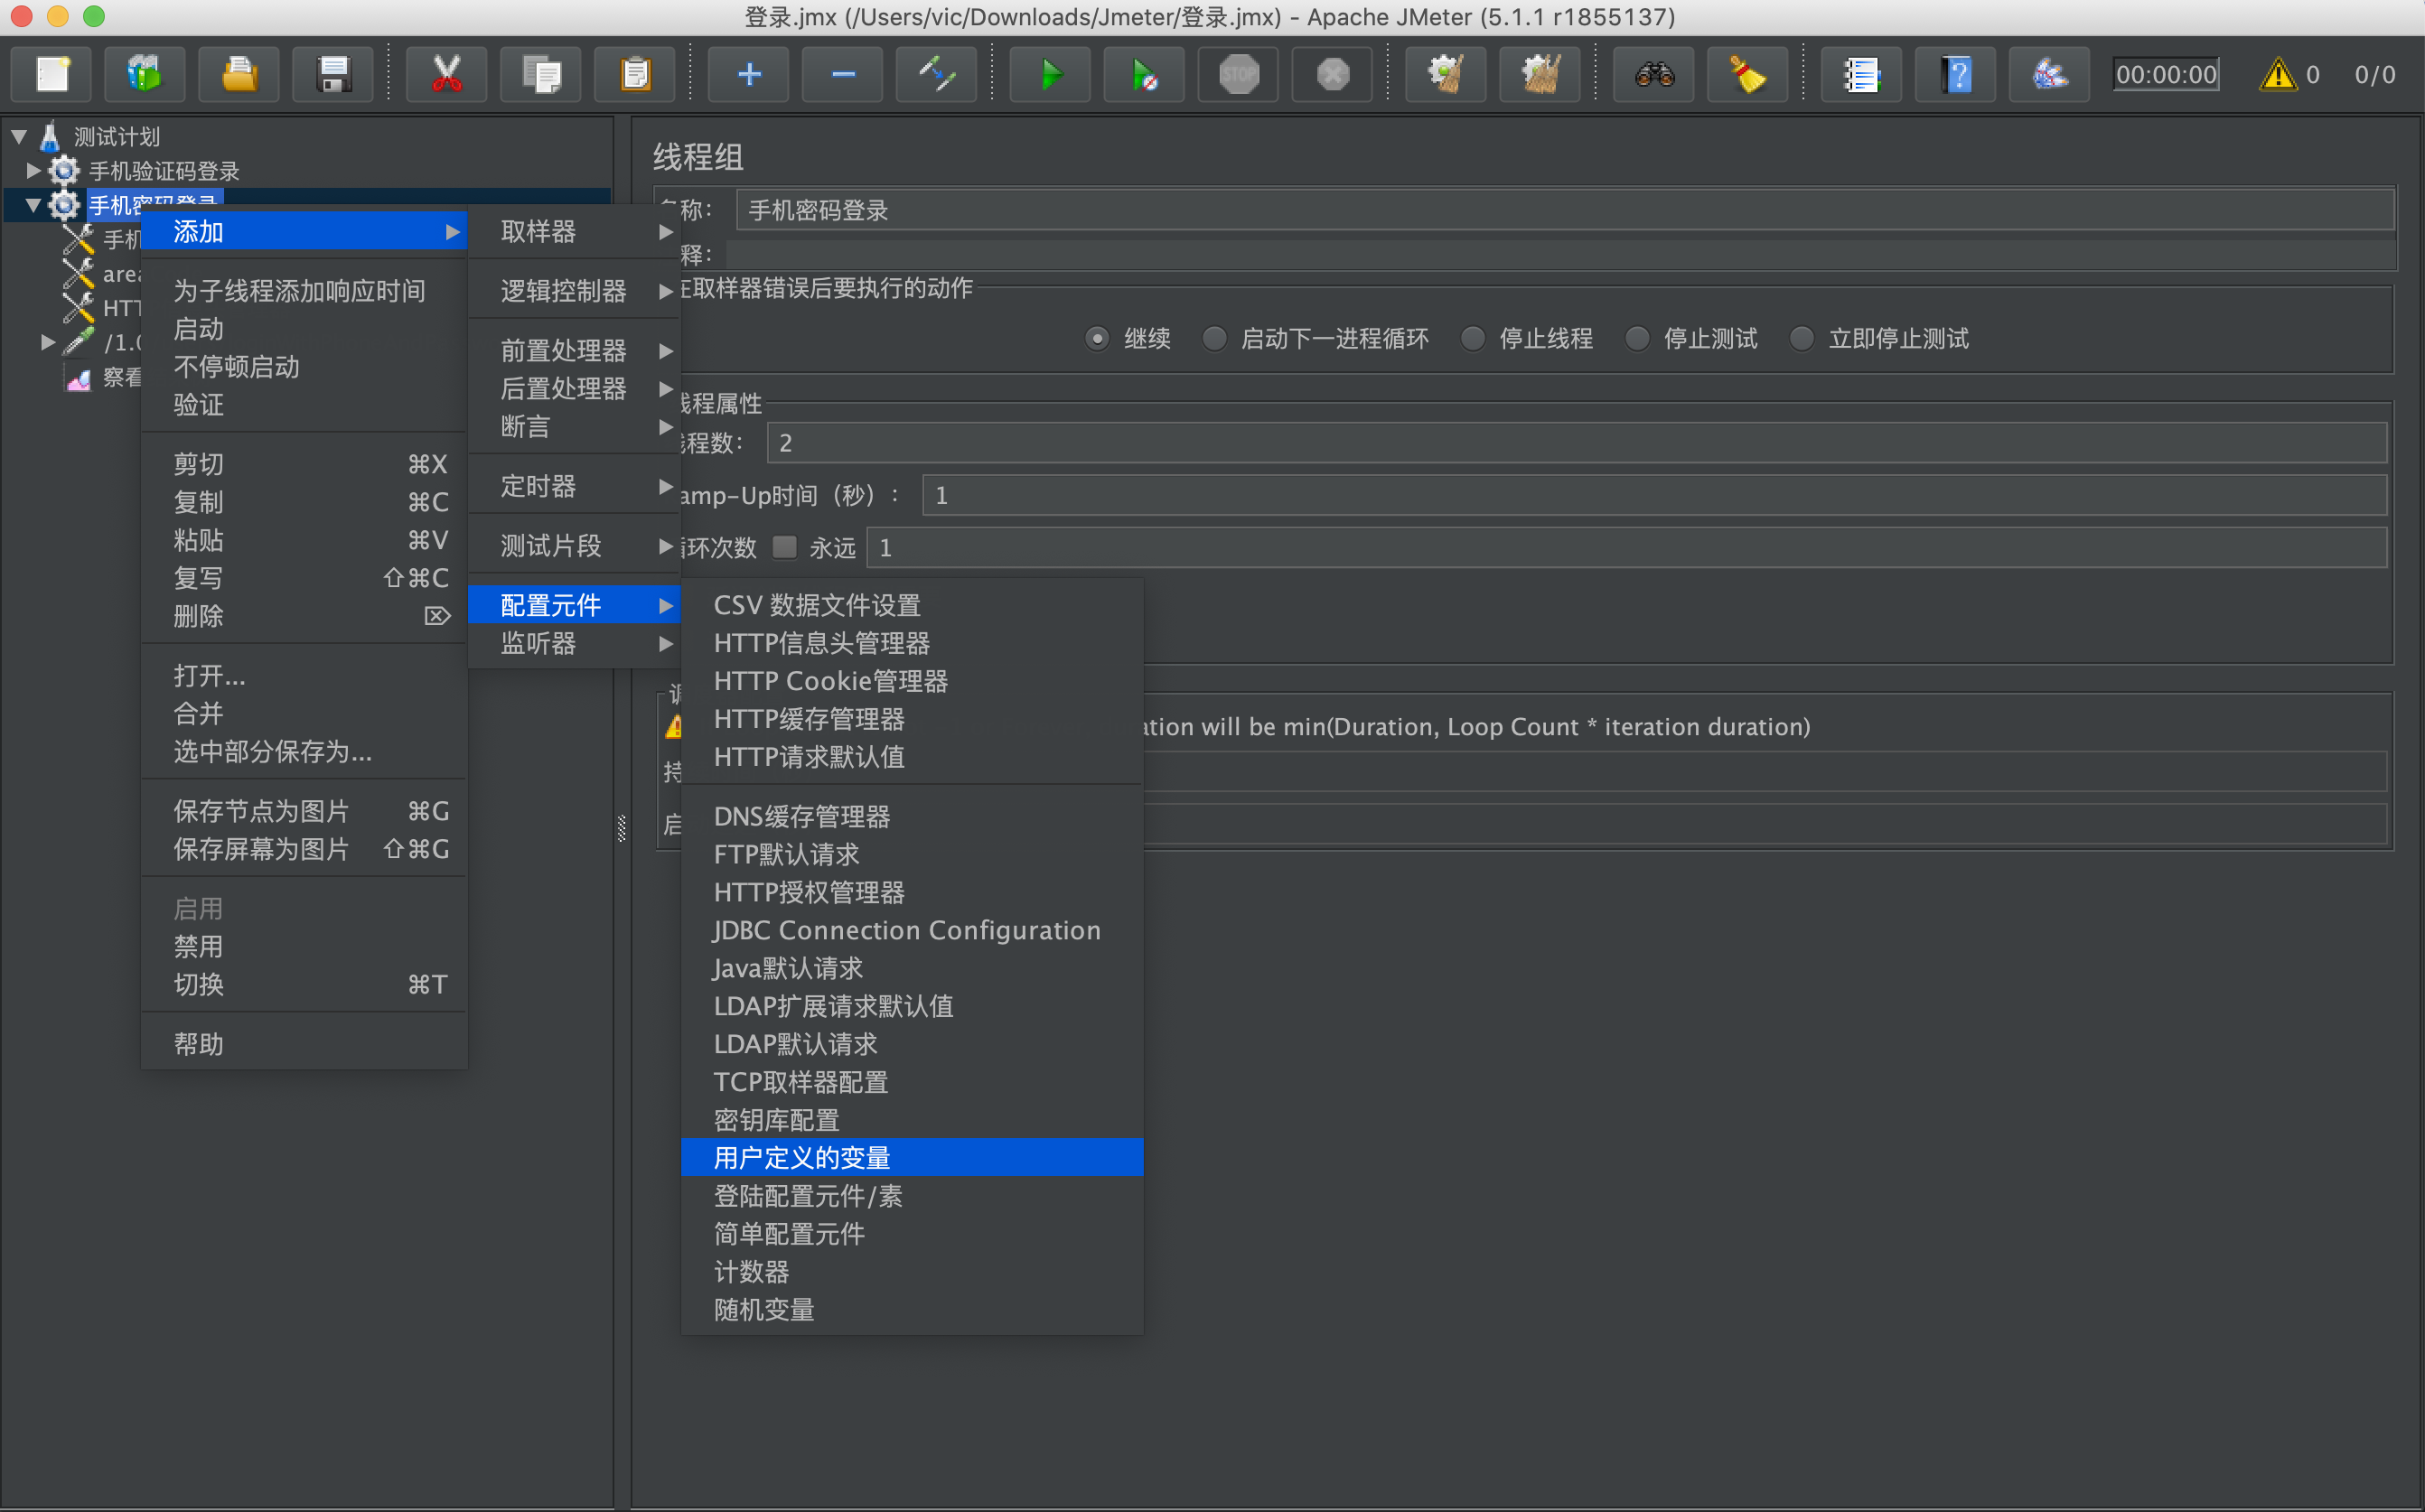 登录.jmx (/Users/vic/Downloads/Jmeter/登录.jmx) - Apache JMeter (5.1.1 r1855137)
STOP
00:00:00
0
0/0
测试计划
手机验证码登录
手机密码登录
手机
area
HTT
/1.0
察看
添加
为子线程添加响应时间
启动
不停顿启动
验证
剪切 ⌘X
复制 ⌘C
粘贴 ⌘V
复写 ⇧⌘C
删除 ⌦
打开...
合并
选中部分保存为...
保存节点为图片 ⌘G
保存屏幕为图片 ⇧⌘G
启用
禁用
切换 ⌘T
帮助
取样器
逻辑控制器
前置处理器
后置处理器
断言
定时器
测试片段
配置元件
监听器
CSV 数据文件设置
HTTP信息头管理器
HTTP Cookie管理器
HTTP缓存管理器
HTTP请求默认值
DNS缓存管理器
FTP默认请求
HTTP授权管理器
JDBC Connection Configuration
Java默认请求
LDAP扩展请求默认值
LDAP默认请求
TCP取样器配置
密钥库配置
用户定义的变量
登陆配置元件/素
简单配置元件
计数器
随机变量
线程组
名称： 手机密码登录
释：
在取样器错误后要执行的动作
继续 启动下一进程循环 停止线程 停止测试 立即停止测试
线程属性
线程数： 2
amp-Up时间（秒）： 1
循环次数 永远 1
调
ation will be min(Duration, Loop Count * iteration duration)
持
启